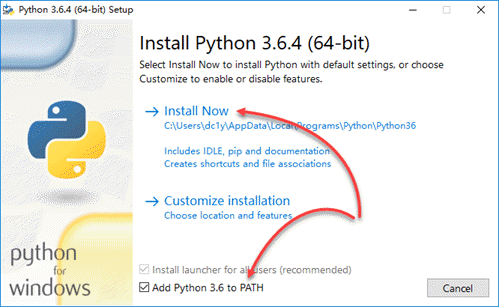 Python 3.6.4 (64-bit) Setup
Install Python 3.6.4 (64-bit)
Select Install Now to install Python with default settings, or choose
Customize to enable or disable features.
Install Now
C:\Users\dc1y\AppData\Local\Programs\Python\Python36
Includes IDLE, pip and documentation
Creates shortcuts and file associations
Customize installation
Choose location and features
python
for
windows
Install launcher for all users (recommended)
Add Python 3.6 to PATH
Cancel